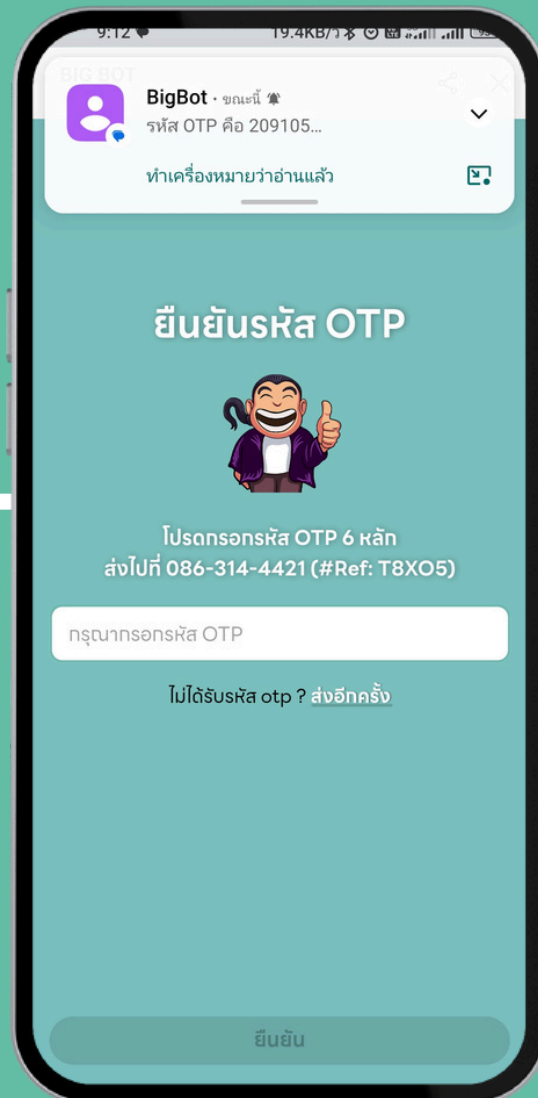 9:12
19.4KB/ว
BIG BOT
BigBot · ขณะนี้
รหัส OTP คือ 209105...
ทำเครื่องหมายว่าอ่านแล้ว
ยืนยันรหัส OTP
โปรดกรอกรหัส OTP 6 หลัก
ส่งไปที่ 086-314-4421 (#Ref: T8XO5)
กรุณากรอกรหัส OTP
ไม่ได้รับรหัส otp ? ส่งอีกครั้ง
ยืนยัน